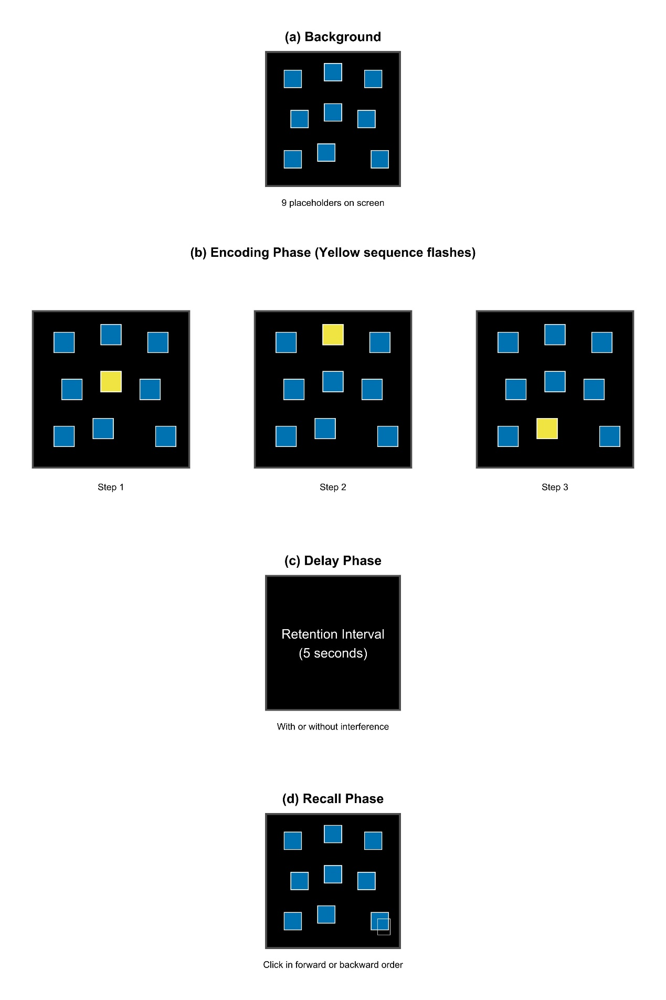 (a) Background
9 placeholders on screen
(b) Encoding Phase (Yellow sequence flashes)
Step 1
Step 2
Step 3
(c) Delay Phase
Retention Interval
(5 seconds)
With or without interference
(d) Recall Phase
Click in forward or backward order